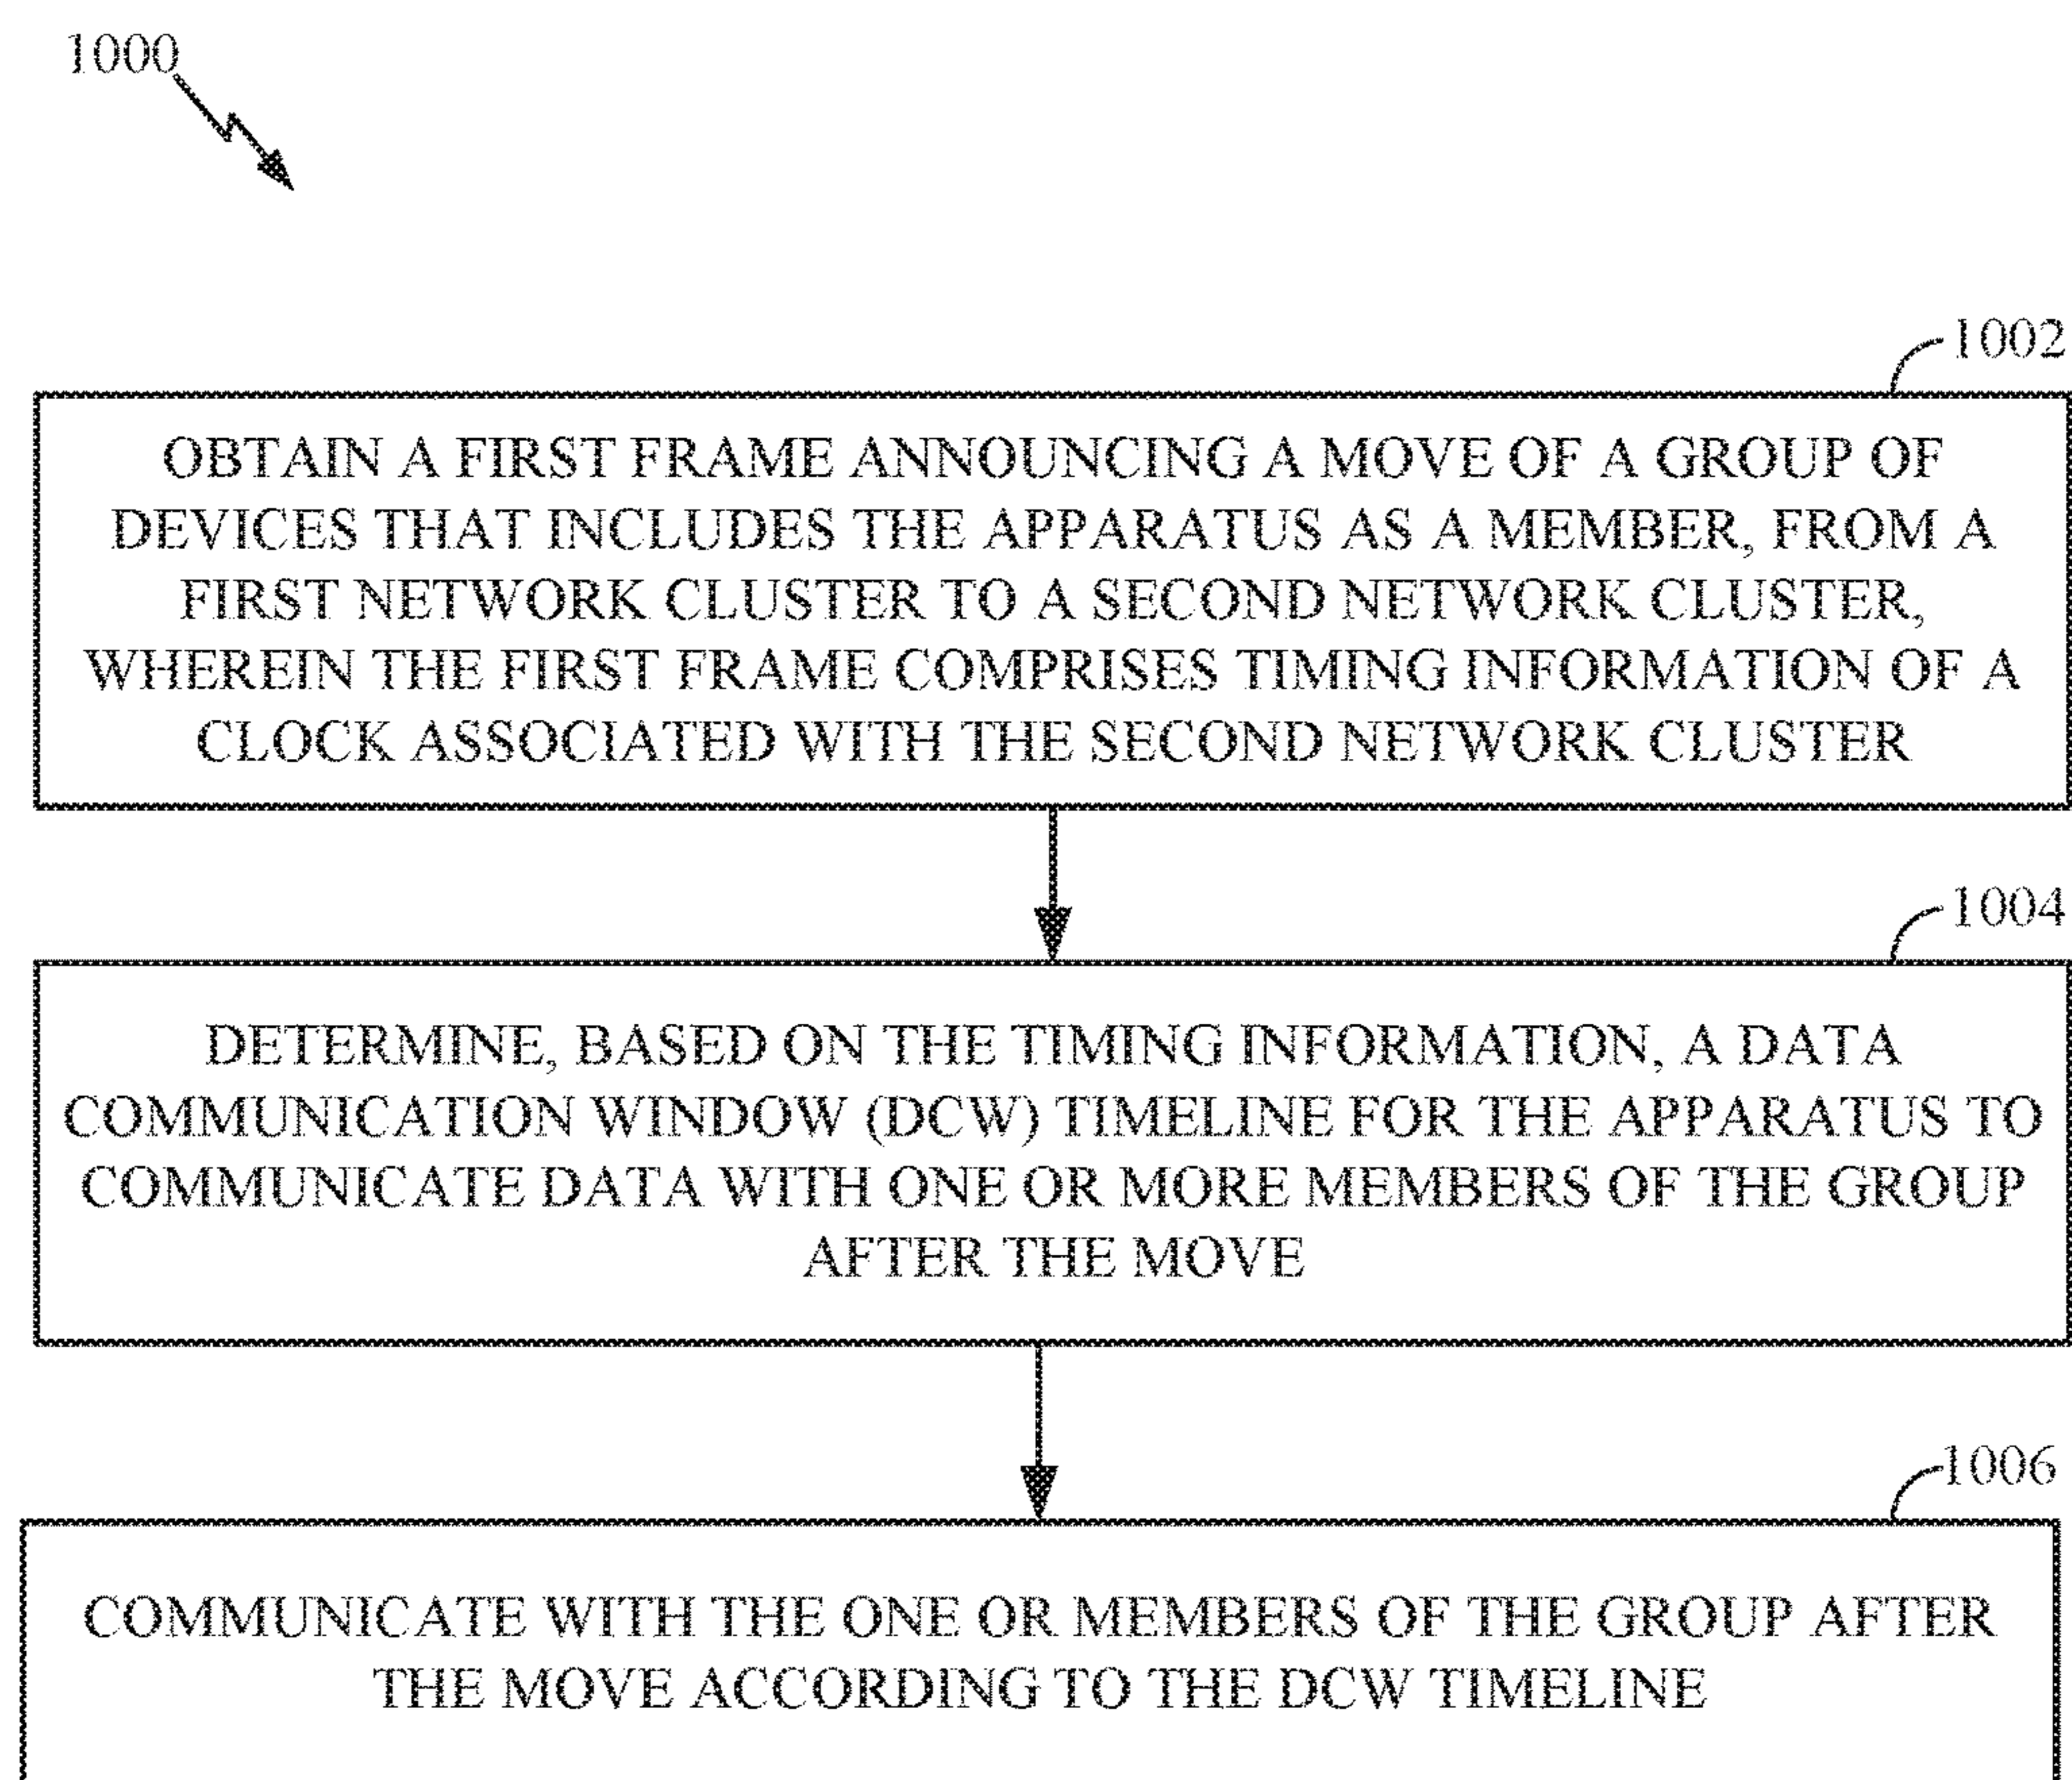 1000
1002
OBTAIN A FIRST FRAME ANNOUNCING A MOVE OF A GROUP OF
DEVICES THAT INCLUDES THE APPARATUS AS A MEMBER, FROM A
FIRST NETWORK CLUSTER TO A SECOND NETWORK CLUSTER,
WHEREIN THE FIRST FRAME COMPRISES TIMING INFORMATION OF A
CLOCK ASSOCIATED WITH THE SECOND NETWORK CLUSTER
1004
DETERMINE, BASED ON THE TIMING INFORMATION, A DATA
COMMUNICATION WINDOW (DCW) TIMELINE FOR THE APPARATUS TO
COMMUNICATE DATA WITH ONE OR MORE MEMBERS OF THE GROUP
AFTER THE MOVE
1006
COMMUNICATE WITH THE ONE OR MEMBERS OF THE GROUP AFTER
THE MOVE ACCORDING TO THE DCW TIMELINE